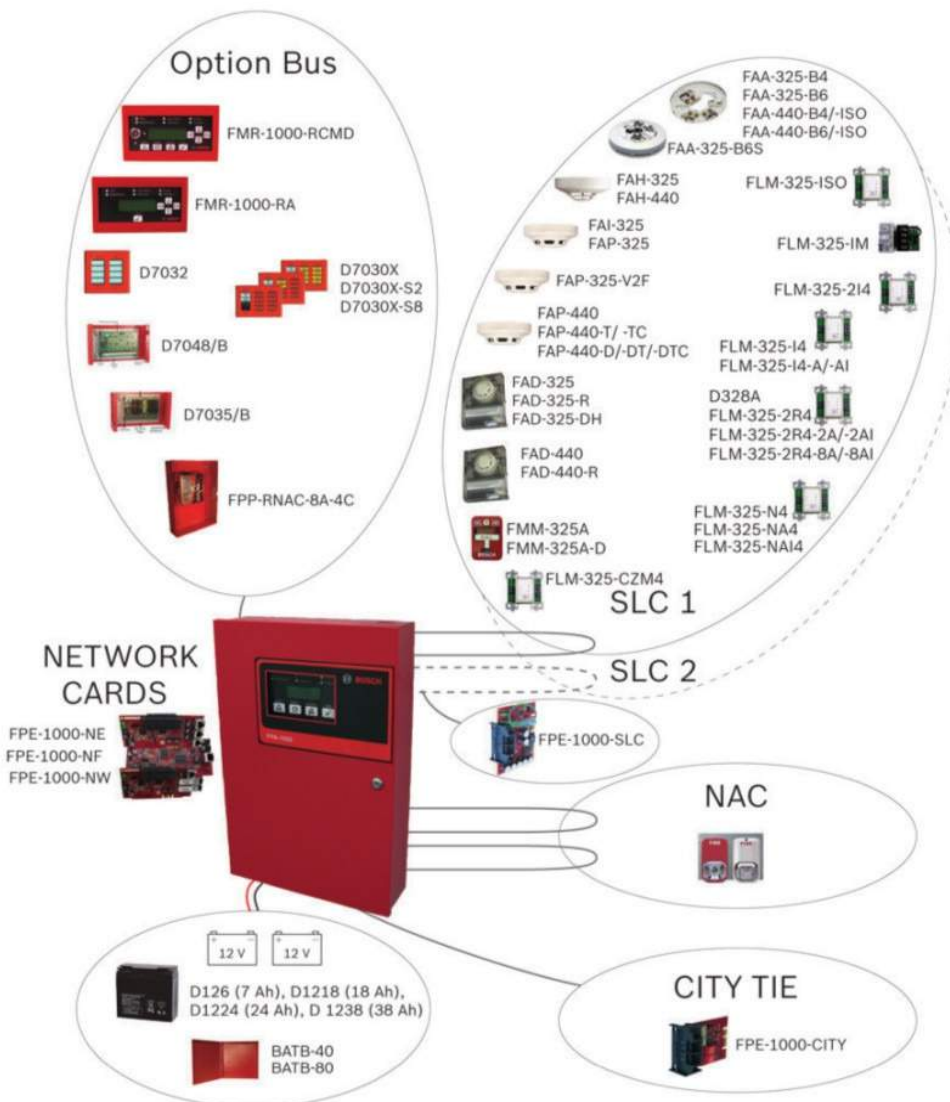 Option Bus
FMR-1000-RCMD
FMR-1000-RA
D7032
D7030X
D7030X-S2
D7030X-S8
D7048/B
D7035/B
FPP-RNAC-8A-4C
FAA-325-B4
FAA-325-B6
FAA-440-B4/-ISO
FAA-440-B6/-ISO
FAA-325-B6S
FAH-325
FAH-440
FLM-325-ISO
FAI-325
FAP-325
FLM-325-IM
FAP-325-V2F
FLM-325-2I4
FAP-440
FAP-440-T/ -TC
FAP-440-D/-DT/-DTC
FLM-325-I4
FLM-325-I4-A/-AI
FAD-325
FAD-325-R
FAD-325-DH
D328A
FLM-325-2R4
FLM-325-2R4-2A/-2AI
FLM-325-2R4-8A/-8AI
FAD-440
FAD-440-R
FLM-325-N4
FLM-325-NA4
FLM-325-NAI4
FMM-325A
FMM-325A-D
FLM-325-CZM4
SLC 1
SLC 2
NETWORK
CARDS
FPE-1000-NE
FPE-1000-NF
FPE-1000-NW
BOSCH
FPE-1000-SLC
NAC
12 V
12 V
D126 (7 Ah), D1218 (18 Ah),
D1224 (24 Ah), D 1238 (38 Ah)
BATB-40
BATB-80
CITY TIE
FPE-1000-CITY